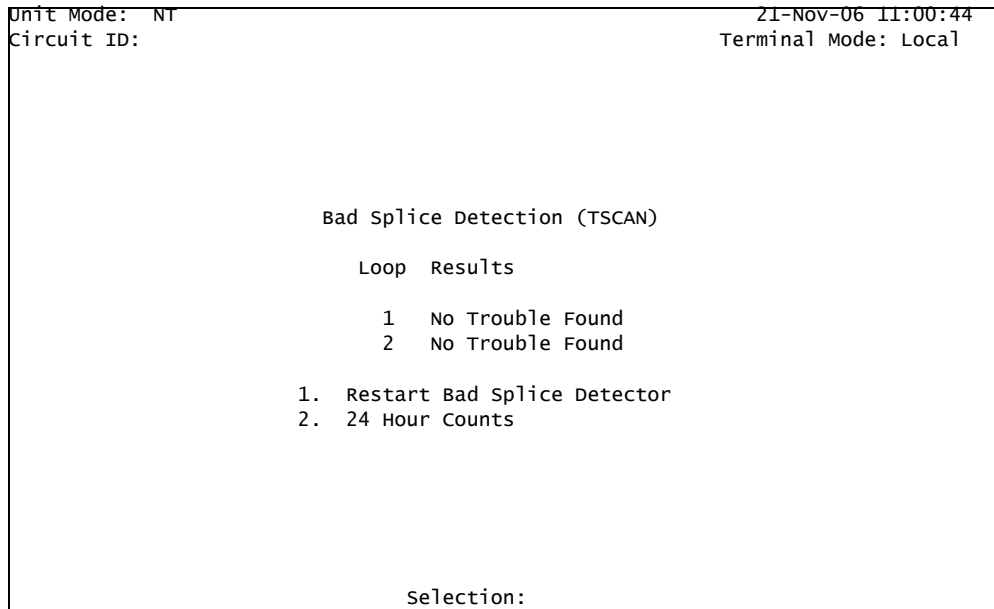 Unit Mode: NT 21-Nov-06 11:00:44
Circuit ID: Terminal Mode: Local
Bad Splice Detection (TSCAN)
Loop Results
1 No Trouble Found
2 No Trouble Found
1. Restart Bad Splice Detector
2. 24 Hour Counts
Selection: